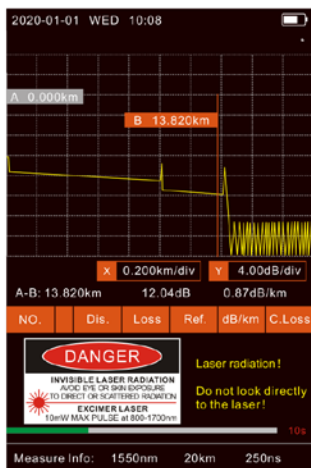 2020-01-01 WED 10:08
A 0.000km
B 13.820km
X 0.200km/div Y 4.00dB/div
A-B: 13.820km 12.04dB 0.87dB/km
NO. Dis. Loss Ref. dB/km C.Loss
DANGER
INVISIBLE LASER RADIATION
AVOID EYE OR SKIN EXPOSURE
TO DIRECT OR SCATTERED RADIATION
EXCIMER LASER
10mW MAX PULSE at 800-1700nm
Laser radiation!
Do not look directly
to the laser!
10s
Measure Info: 1550nm 20km 250ns